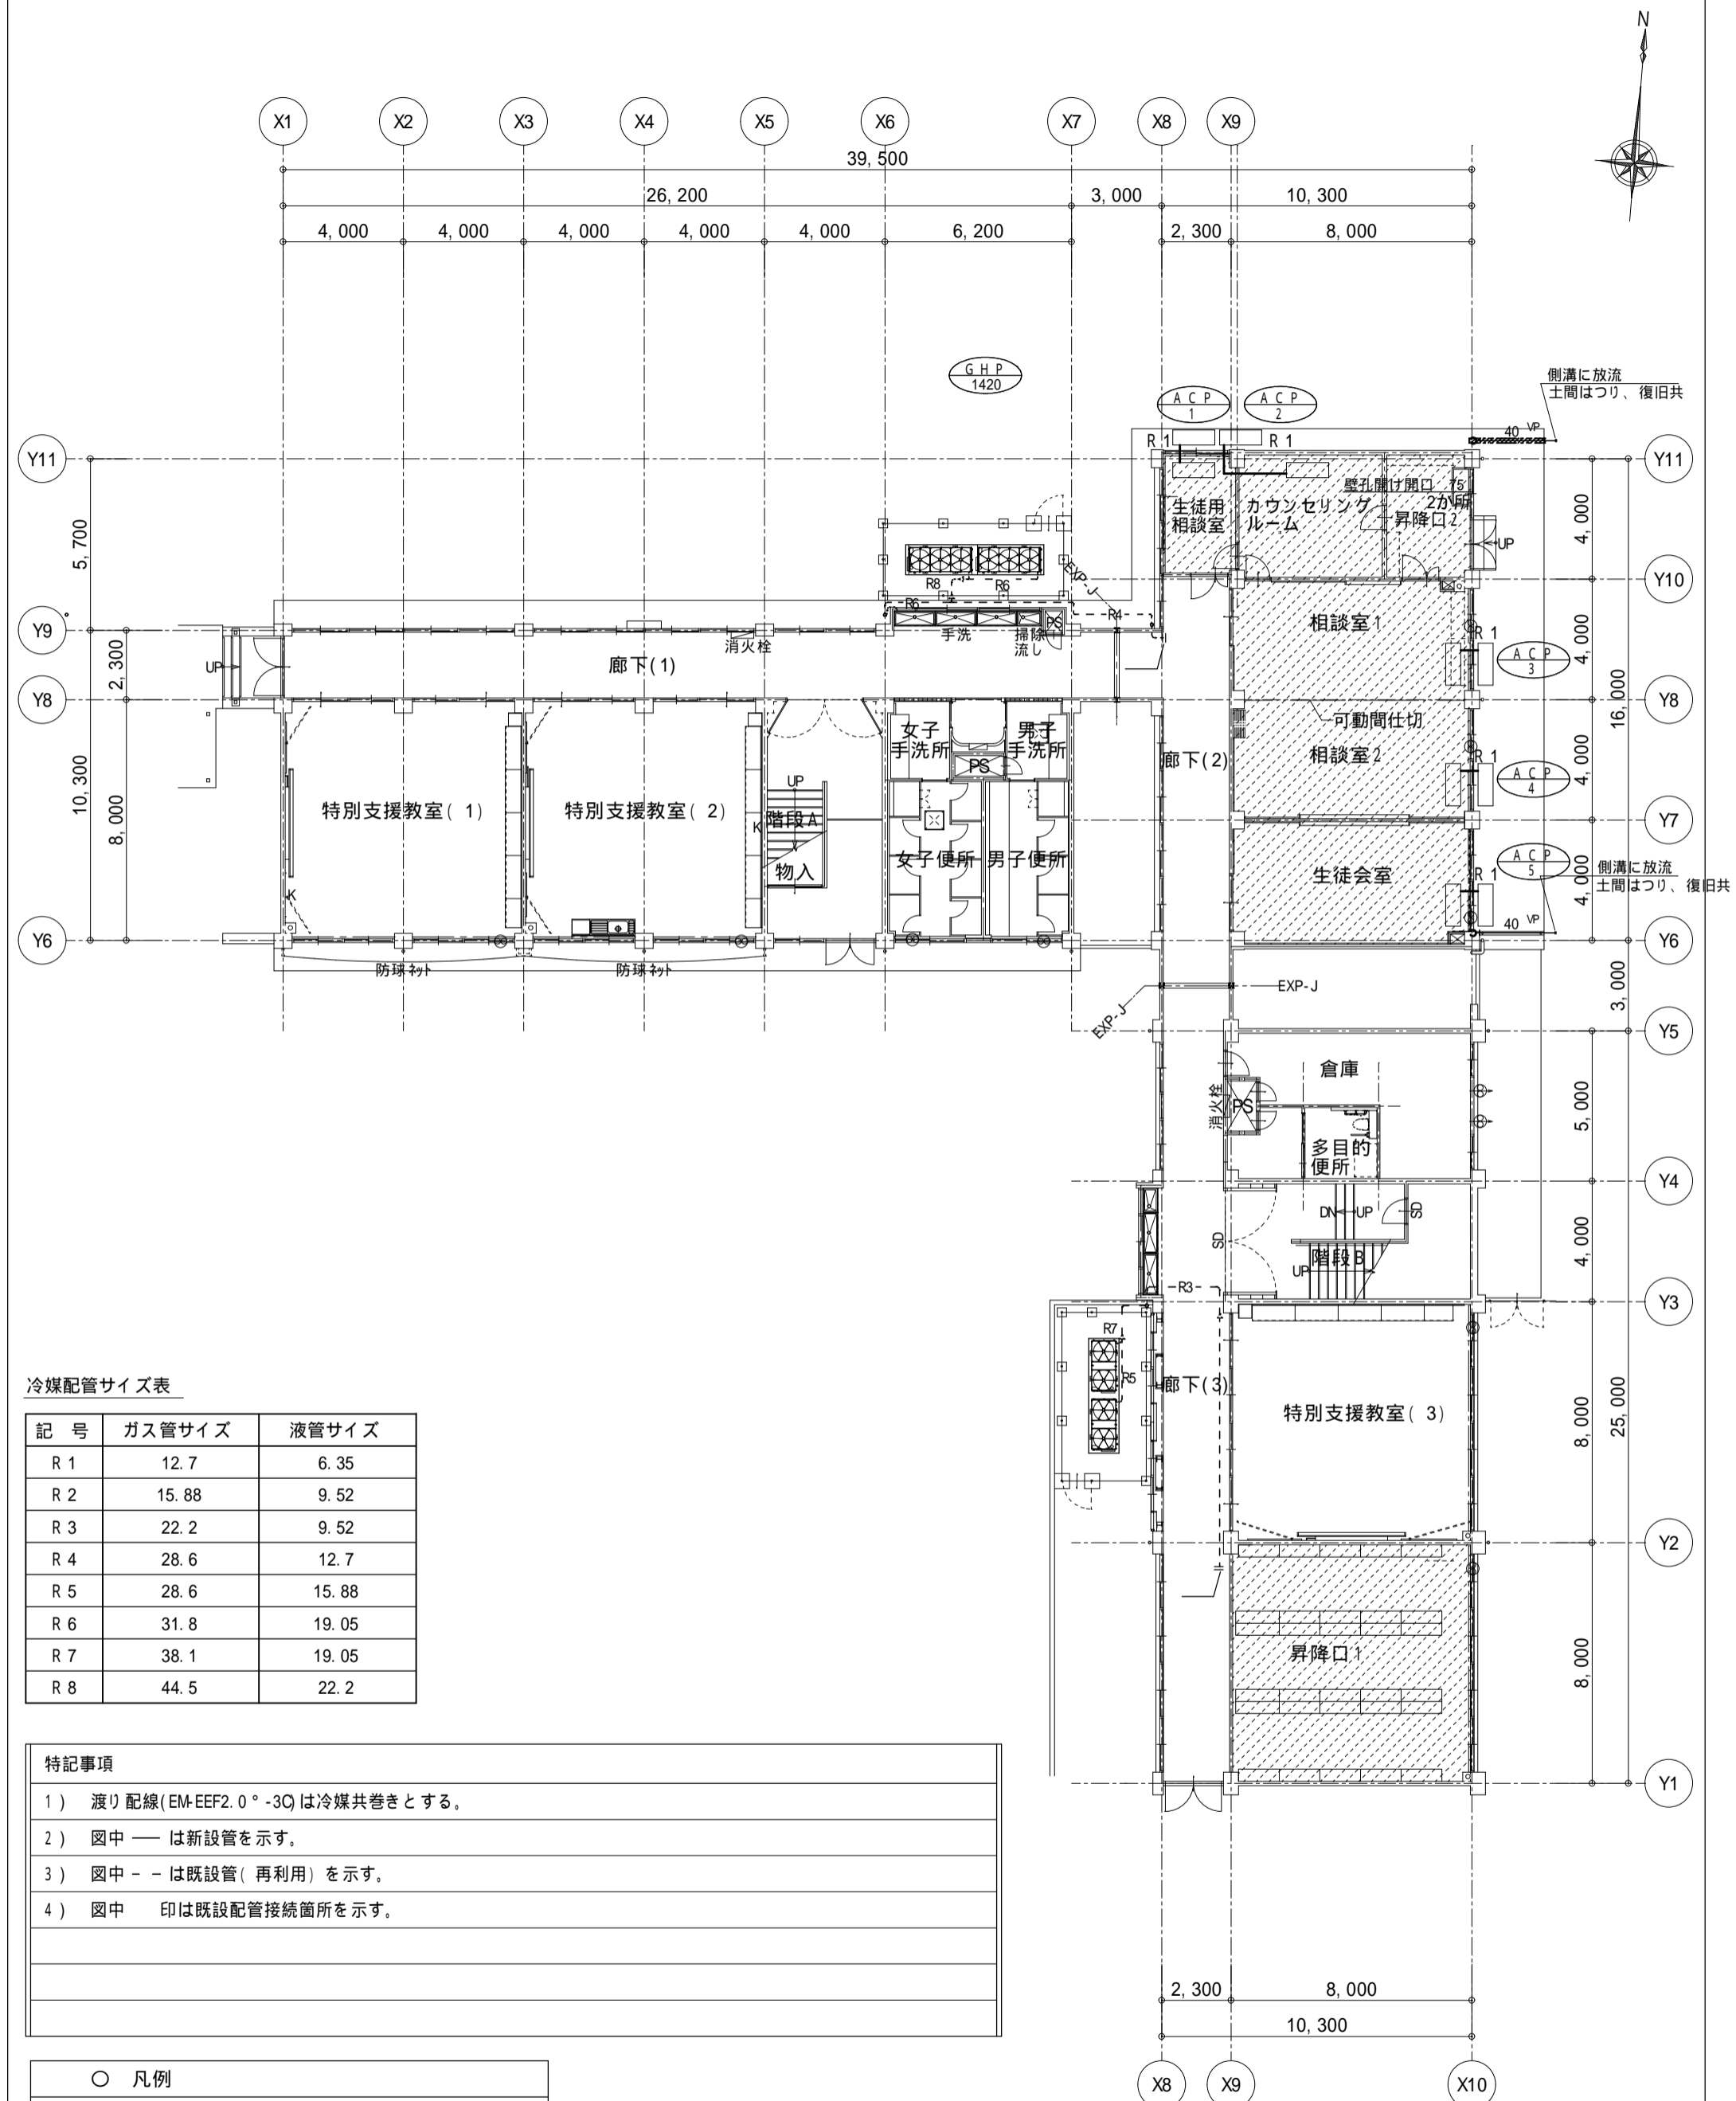 N
X1 X2 X3 X4 X5 X6 X7 X8 X9
39,500
26,200 3,000 10,300
4,000 4,000 4,000 4,000 4,000 6,200 2,300 8,000
GHP
1420
ACP
1
ACP
2
側溝に放流
土間はつり、復旧共
R1 R1
40 VP
Y11 Y11
壁孔開け開口 75
2か所
生徒用
相談室
カウンセリング
ルーム
昇降口2
UP
5,700
4,000
R8 R6
EXP-J
Y10
R6
R4
Y9
手洗
掃除
流し
PS
消火栓
相談室1
R1
ACP
3
4,000
UP
廊下(1)
2,300
16,000
Y8 Y8
可動間仕切
女子
手洗所
男子
手洗所
PS
廊下(2)
相談室2
R1
ACP
4
4,000
10,300
8,000
特別支援教室( 1)
特別支援教室( 2)
UP
階段A
K
物入
女子便所
男子便所
Y7
生徒会室
R1
ACP
5
4,000
側溝に放流
土間はつり、復旧共
K
40 VP
Y6 Y6
防球ネット
防球ネット
EXP-J
EXP-J
3,000
Y5
倉庫
消火栓
PS
多目的
便所
5,000
Y4
DN UP
SD
SD
階段B
UP
4,000
R3
Y3
R7
R5
廊下(3)
特別支援教室( 3)
8,000
25,000
Y2
昇降口1
8,000
Y1
2,300 8,000
10,300
X8 X9 X10
冷媒配管サイズ表
記 号 ガス管サイズ 液管サイズ
R 1 12.7 6.35
R 2 15.88 9.52
R 3 22.2 9.52
R 4 28.6 12.7
R 5 28.6 15.88
R 6 31.8 19.05
R 7 38.1 19.05
R 8 44.5 22.2
特記事項
1) 渡り配線(EM-EEF2.0°-3C)は冷媒共巻きとする。
2) 図中 ── は新設管を示す。
3) 図中 - - は既設管( 再利用) を示す。
4) 図中 印は既設配管接続箇所を示す。
○ 凡例